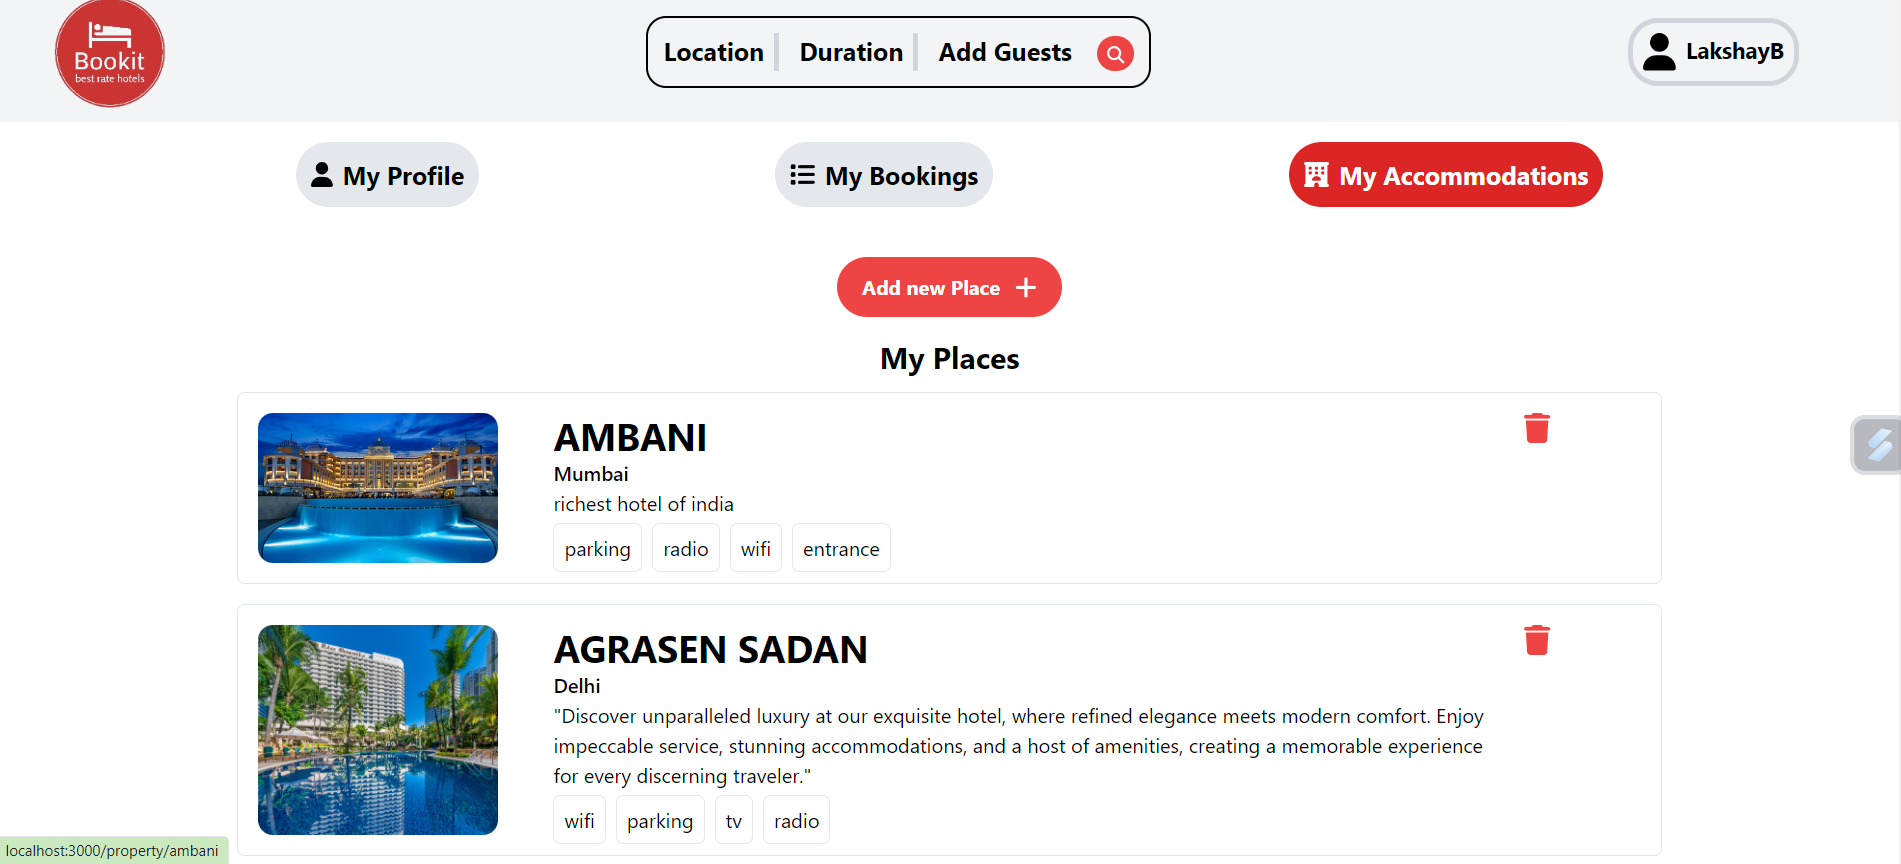 Bookit
best rate hotels
Location Duration Add Guests
LakshayB
My Profile
My Bookings
My Accommodations
Add new Place
My Places
AMBANI
Mumbai
richest hotel of india
parking radio wifi entrance
AGRASEN SADAN
Delhi
"Discover unparalleled luxury at our exquisite hotel, where refined elegance meets modern comfort. Enjoy
impeccable service, stunning accommodations, and a host of amenities, creating a memorable experience
for every discerning traveler."
wifi parking tv radio
localhost:3000/property/ambani